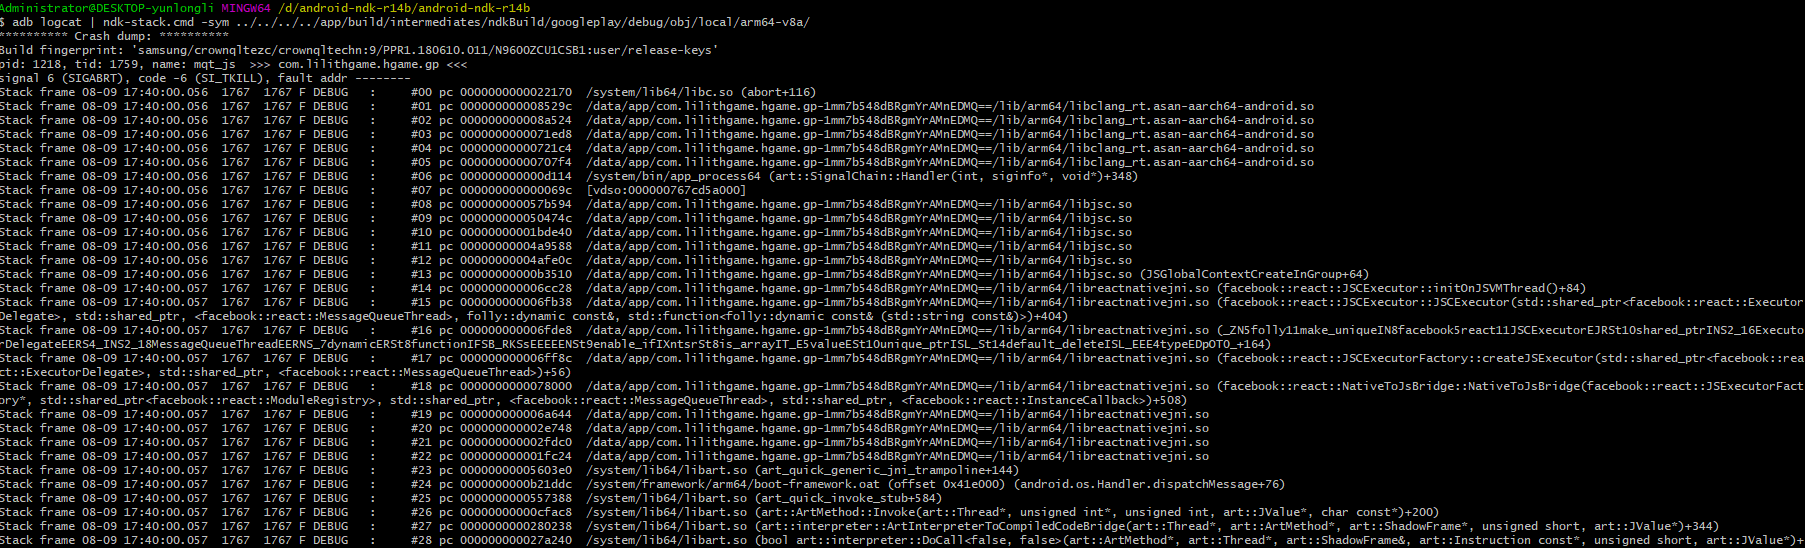 Administrator@DESKTOP-yunlongli MINGW64 /d/android-ndk-r14b/android-ndk-r14b
$ adb logcat | ndk-stack.cmd -sym ../../../../app/build/intermediates/ndkBuild/googleplay/debug/obj/local/arm64-v8a/
********** Crash dump: **********
Build fingerprint: 'samsung/crownqltezc/crownqltechn:9/PPR1.180610.011/N9600ZCU1CSB1:user/release-keys'
pid: 1218, tid: 1759, name: mqt_js  >>> com.lilithgame.hgame.gp <<<
signal 6 (SIGABRT), code -6 (SI_TKILL), fault addr --------
Stack frame 08-09 17:40:00.056  1767  1767 F DEBUG   :     #00 pc 0000000000022170  /system/lib64/libc.so (abort+116)
Stack frame 08-09 17:40:00.056  1767  1767 F DEBUG   :     #01 pc 000000000008529c  /data/app/com.lilithgame.hgame.gp-1mm7b548dBRgmYrAMnEDMQ==/lib/arm64/libclang_rt.asan-aarch64-android.so
Stack frame 08-09 17:40:00.056  1767  1767 F DEBUG   :     #02 pc 000000000008a524  /data/app/com.lilithgame.hgame.gp-1mm7b548dBRgmYrAMnEDMQ==/lib/arm64/libclang_rt.asan-aarch64-android.so
Stack frame 08-09 17:40:00.056  1767  1767 F DEBUG   :     #03 pc 0000000000071ed8  /data/app/com.lilithgame.hgame.gp-1mm7b548dBRgmYrAMnEDMQ==/lib/arm64/libclang_rt.asan-aarch64-android.so
Stack frame 08-09 17:40:00.056  1767  1767 F DEBUG   :     #04 pc 00000000000721c4  /data/app/com.lilithgame.hgame.gp-1mm7b548dBRgmYrAMnEDMQ==/lib/arm64/libclang_rt.asan-aarch64-android.so
Stack frame 08-09 17:40:00.056  1767  1767 F DEBUG   :     #05 pc 00000000000707f4  /data/app/com.lilithgame.hgame.gp-1mm7b548dBRgmYrAMnEDMQ==/lib/arm64/libclang_rt.asan-aarch64-android.so
Stack frame 08-09 17:40:00.056  1767  1767 F DEBUG   :     #06 pc 000000000000d114  /system/bin/app_process64 (art::SignalChain::Handler(int, siginfo*, void*)+348)
Stack frame 08-09 17:40:00.056  1767  1767 F DEBUG   :     #07 pc 000000000000069c  [vdso:000000767cd5a000]
Stack frame 08-09 17:40:00.056  1767  1767 F DEBUG   :     #08 pc 000000000057b594  /data/app/com.lilithgame.hgame.gp-1mm7b548dBRgmYrAMnEDMQ==/lib/arm64/libjsc.so
Stack frame 08-09 17:40:00.056  1767  1767 F DEBUG   :     #09 pc 000000000050474c  /data/app/com.lilithgame.hgame.gp-1mm7b548dBRgmYrAMnEDMQ==/lib/arm64/libjsc.so
Stack frame 08-09 17:40:00.056  1767  1767 F DEBUG   :     #10 pc 00000000001bde40  /data/app/com.lilithgame.hgame.gp-1mm7b548dBRgmYrAMnEDMQ==/lib/arm64/libjsc.so
Stack frame 08-09 17:40:00.056  1767  1767 F DEBUG   :     #11 pc 00000000004a9588  /data/app/com.lilithgame.hgame.gp-1mm7b548dBRgmYrAMnEDMQ==/lib/arm64/libjsc.so
Stack frame 08-09 17:40:00.056  1767  1767 F DEBUG   :     #12 pc 00000000004afe0c  /data/app/com.lilithgame.hgame.gp-1mm7b548dBRgmYrAMnEDMQ==/lib/arm64/libjsc.so
Stack frame 08-09 17:40:00.056  1767  1767 F DEBUG   :     #13 pc 00000000000b3510  /data/app/com.lilithgame.hgame.gp-1mm7b548dBRgmYrAMnEDMQ==/lib/arm64/libjsc.so (JSGlobalContextCreateInGroup+64)
Stack frame 08-09 17:40:00.057  1767  1767 F DEBUG   :     #14 pc 000000000006cc28  /data/app/com.lilithgame.hgame.gp-1mm7b548dBRgmYrAMnEDMQ==/lib/arm64/libreactnativejni.so (facebook::react::JSCExecutor::initOnJSVMThread()+84)
Stack frame 08-09 17:40:00.057  1767  1767 F DEBUG   :     #15 pc 000000000006fb38  /data/app/com.lilithgame.hgame.gp-1mm7b548dBRgmYrAMnEDMQ==/lib/arm64/libreactnativejni.so (facebook::react::JSCExecutor::JSCExecutor(std::shared_ptr<facebook::react::Executor
Delegate>, std::shared_ptr, <facebook::react::MessageQueueThread>, folly::dynamic const&, std::function<folly::dynamic const& (std::string const&)>)+404)
Stack frame 08-09 17:40:00.057  1767  1767 F DEBUG   :     #16 pc 000000000006fde8  /data/app/com.lilithgame.hgame.gp-1mm7b548dBRgmYrAMnEDMQ==/lib/arm64/libreactnativejni.so (_ZN5folly11make_uniqueIN8facebook5react11JSCExecutorEJRSt10shared_ptrINS2_16Executo
rDelegateEERS4_INS2_18MessageQueueThreadEERNS_7dynamicERSt8functionIFSB_RKSsEEEEENSt9enable_ifIXntsrSt8is_arrayIT_E5valueESt10unique_ptrISL_St14default_deleteISL_EEE4typeEDpOT0_+164)
Stack frame 08-09 17:40:00.057  1767  1767 F DEBUG   :     #17 pc 000000000006ff8c  /data/app/com.lilithgame.hgame.gp-1mm7b548dBRgmYrAMnEDMQ==/lib/arm64/libreactnativejni.so (facebook::react::JSCExecutorFactory::createJSExecutor(std::shared_ptr<facebook::rea
ct::ExecutorDelegate>, std::shared_ptr, <facebook::react::MessageQueueThread>)+56)
Stack frame 08-09 17:40:00.057  1767  1767 F DEBUG   :     #18 pc 0000000000078000  /data/app/com.lilithgame.hgame.gp-1mm7b548dBRgmYrAMnEDMQ==/lib/arm64/libreactnativejni.so (facebook::react::NativeToJsBridge::NativeToJsBridge(facebook::react::JSExecutorFact
ory*, std::shared_ptr<facebook::react::ModuleRegistry>, std::shared_ptr, <facebook::react::MessageQueueThread>, std::shared_ptr, <facebook::react::InstanceCallback>)+508)
Stack frame 08-09 17:40:00.057  1767  1767 F DEBUG   :     #19 pc 000000000006a644  /data/app/com.lilithgame.hgame.gp-1mm7b548dBRgmYrAMnEDMQ==/lib/arm64/libreactnativejni.so
Stack frame 08-09 17:40:00.057  1767  1767 F DEBUG   :     #20 pc 000000000002e748  /data/app/com.lilithgame.hgame.gp-1mm7b548dBRgmYrAMnEDMQ==/lib/arm64/libreactnativejni.so
Stack frame 08-09 17:40:00.057  1767  1767 F DEBUG   :     #21 pc 000000000002fdc0  /data/app/com.lilithgame.hgame.gp-1mm7b548dBRgmYrAMnEDMQ==/lib/arm64/libreactnativejni.so
Stack frame 08-09 17:40:00.057  1767  1767 F DEBUG   :     #22 pc 000000000001fc24  /data/app/com.lilithgame.hgame.gp-1mm7b548dBRgmYrAMnEDMQ==/lib/arm64/libreactnativejni.so
Stack frame 08-09 17:40:00.057  1767  1767 F DEBUG   :     #23 pc 00000000005603e0  /system/lib64/libart.so (art_quick_generic_jni_trampoline+144)
Stack frame 08-09 17:40:00.057  1767  1767 F DEBUG   :     #24 pc 0000000000b21ddc  /system/framework/arm64/boot-framework.oat (offset 0x41e000) (android.os.Handler.dispatchMessage+76)
Stack frame 08-09 17:40:00.057  1767  1767 F DEBUG   :     #25 pc 0000000000557388  /system/lib64/libart.so (art_quick_invoke_stub+584)
Stack frame 08-09 17:40:00.057  1767  1767 F DEBUG   :     #26 pc 00000000000cfac8  /system/lib64/libart.so (art::ArtMethod::Invoke(art::Thread*, unsigned int*, unsigned int, art::JValue*, char const*)+200)
Stack frame 08-09 17:40:00.057  1767  1767 F DEBUG   :     #27 pc 0000000000280238  /system/lib64/libart.so (art::interpreter::ArtInterpreterToCompiledCodeBridge(art::Thread*, art::ArtMethod*, art::ShadowFrame*, unsigned short, art::JValue*)+344)
Stack frame 08-09 17:40:00.057  1767  1767 F DEBUG   :     #28 pc 000000000027a240  /system/lib64/libart.so (bool art::interpreter::DoCall<false, false>(art::ArtMethod*, art::Thread*, art::ShadowFrame&, art::Instruction const*, unsigned short, art::JValue*)+